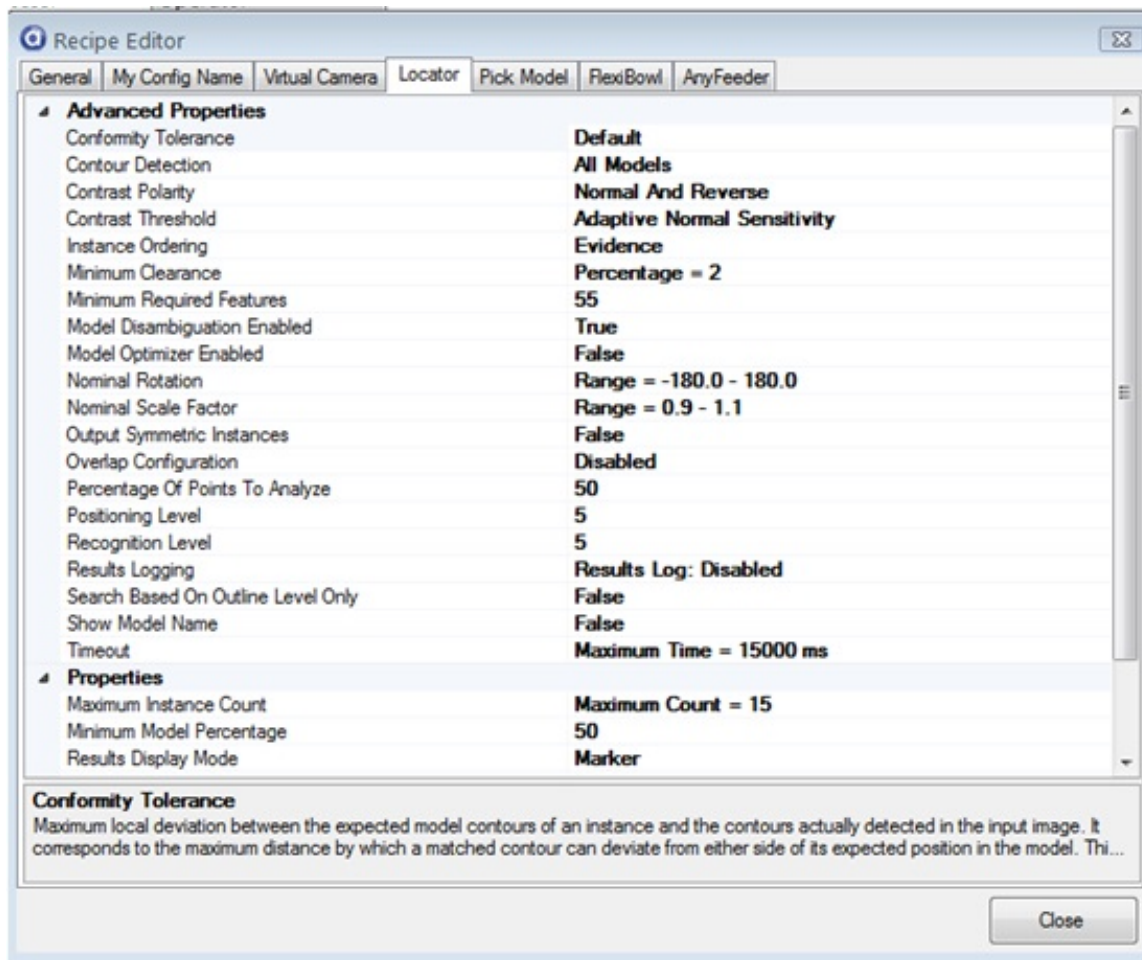 Recipe Editor
General My Config Name Virtual Camera Locator Pick Model FlexiBowl AnyFeeder
Advanced Properties
Conformity Tolerance Default
Contour Detection All Models
Contrast Polarity Normal And Reverse
Contrast Threshold Adaptive Normal Sensitivity
Instance Ordering Evidence
Minimum Clearance Percentage = 2
Minimum Required Features 55
Model Disambiguation Enabled True
Model Optimizer Enabled False
Nominal Rotation Range = -180.0 - 180.0
Nominal Scale Factor Range = 0.9 - 1.1
Output Symmetric Instances False
Overlap Configuration Disabled
Percentage Of Points To Analyze 50
Positioning Level 5
Recognition Level 5
Results Logging Results Log: Disabled
Search Based On Outline Level Only False
Show Model Name False
Timeout Maximum Time = 15000 ms
Properties
Maximum Instance Count Maximum Count = 15
Minimum Model Percentage 50
Results Display Mode Marker
Conformity Tolerance
Maximum local deviation between the expected model contours of an instance and the contours actually detected in the input image. It
corresponds to the maximum distance by which a matched contour can deviate from either side of its expected position in the model. Thi...
Close